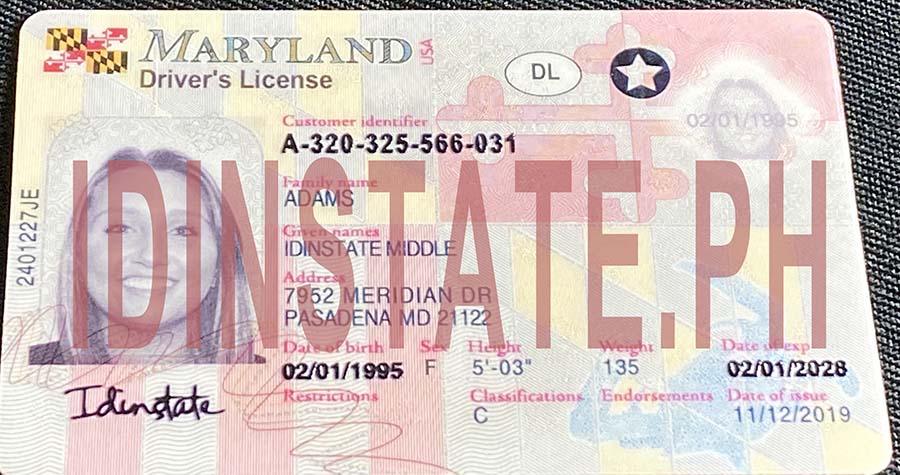 MARYLAND USA
Driver's License
DL
Customer identifier
A-320-325-566-031
02/01/1995
Family name
ADAMS
Given names
IDINSTATE MIDDLE
Address
7952 MERIDIAN DR
PASADENA MD 21122
Date of birth Sex Height Weight Date of exp
02/01/1995 F 5'-03" 135 02/01/2028
Restrictions Classifications Endorsements Date of issue
C 11/12/2019
2401227JE
Idinstate
IDINSTATE.PH